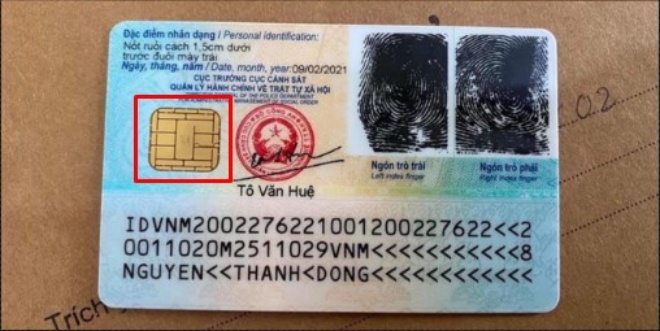 Đặc điểm nhân dạng / Personal identification:
Nốt ruồi cách 1,5cm dưới
trước đuôi mày trái
Ngày, tháng, năm / Date, month, year: 09/02/2021
CỤC TRƯỞNG CỤC CẢNH SÁT
QUẢN LÝ HÀNH CHÍNH VỀ TRẬT TỰ XÃ HỘI
DIRECTOR GENERAL OF THE POLICE DEPARTMENT
FOR ADMINISTRATIVE MANAGEMENT OF SOCIAL ORDER
Tô Văn Huệ
Ngón trỏ trái
Left index finger
Ngón trỏ phải
Right index finger
IDVNM2002276221001200227622<<2
0011020M2511029VNM<<<<<<<<<<<8
NGUYEN<<THANH<DONG<<<<<<<<<<<<
02
Trích